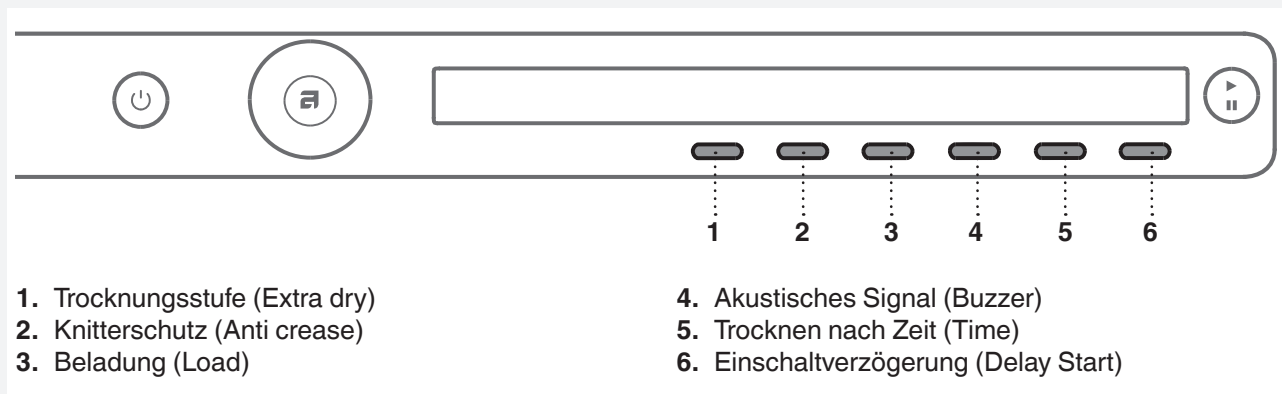 1 2 3 4 5 6
1. Trocknungsstufe (Extra dry)
2. Knitterschutz (Anti crease)
3. Beladung (Load)
4. Akustisches Signal (Buzzer)
5. Trocknen nach Zeit (Time)
6. Einschaltverzögerung (Delay Start)